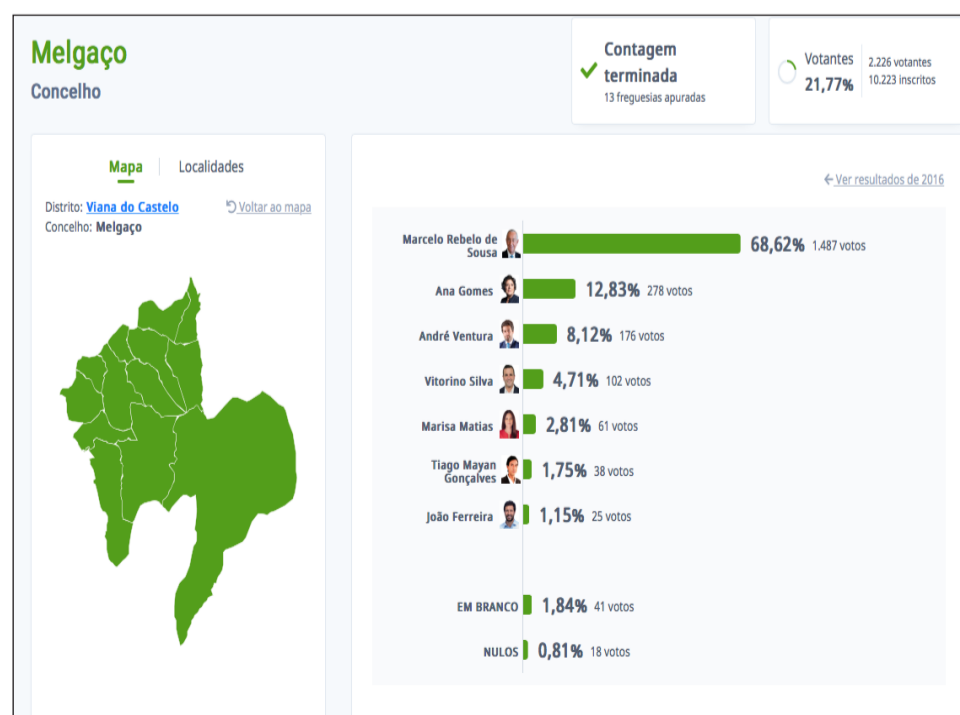 Melgaço
Concelho
Contagem
terminada
13 freguesias apuradas
Votantes
21,77%
2.226 votantes
10.223 inscritos
Mapa
Localidades
Distrito: Viana do Castelo
Voltar ao mapa
Concelho: Melgaço
Ver resultados de 2016
Marcelo Rebelo de
Sousa
68,62% 1.487 votos
Ana Gomes 12,83% 278 votos
André Ventura 8,12% 176 votos
Vitorino Silva 4,71% 102 votos
Marisa Matias 2,81% 61 votos
Tiago Mayan
Gonçalves
1,75% 38 votos
João Ferreira 1,15% 25 votos
EM BRANCO 1,84% 41 votos
NULOS 0,81% 18 votos